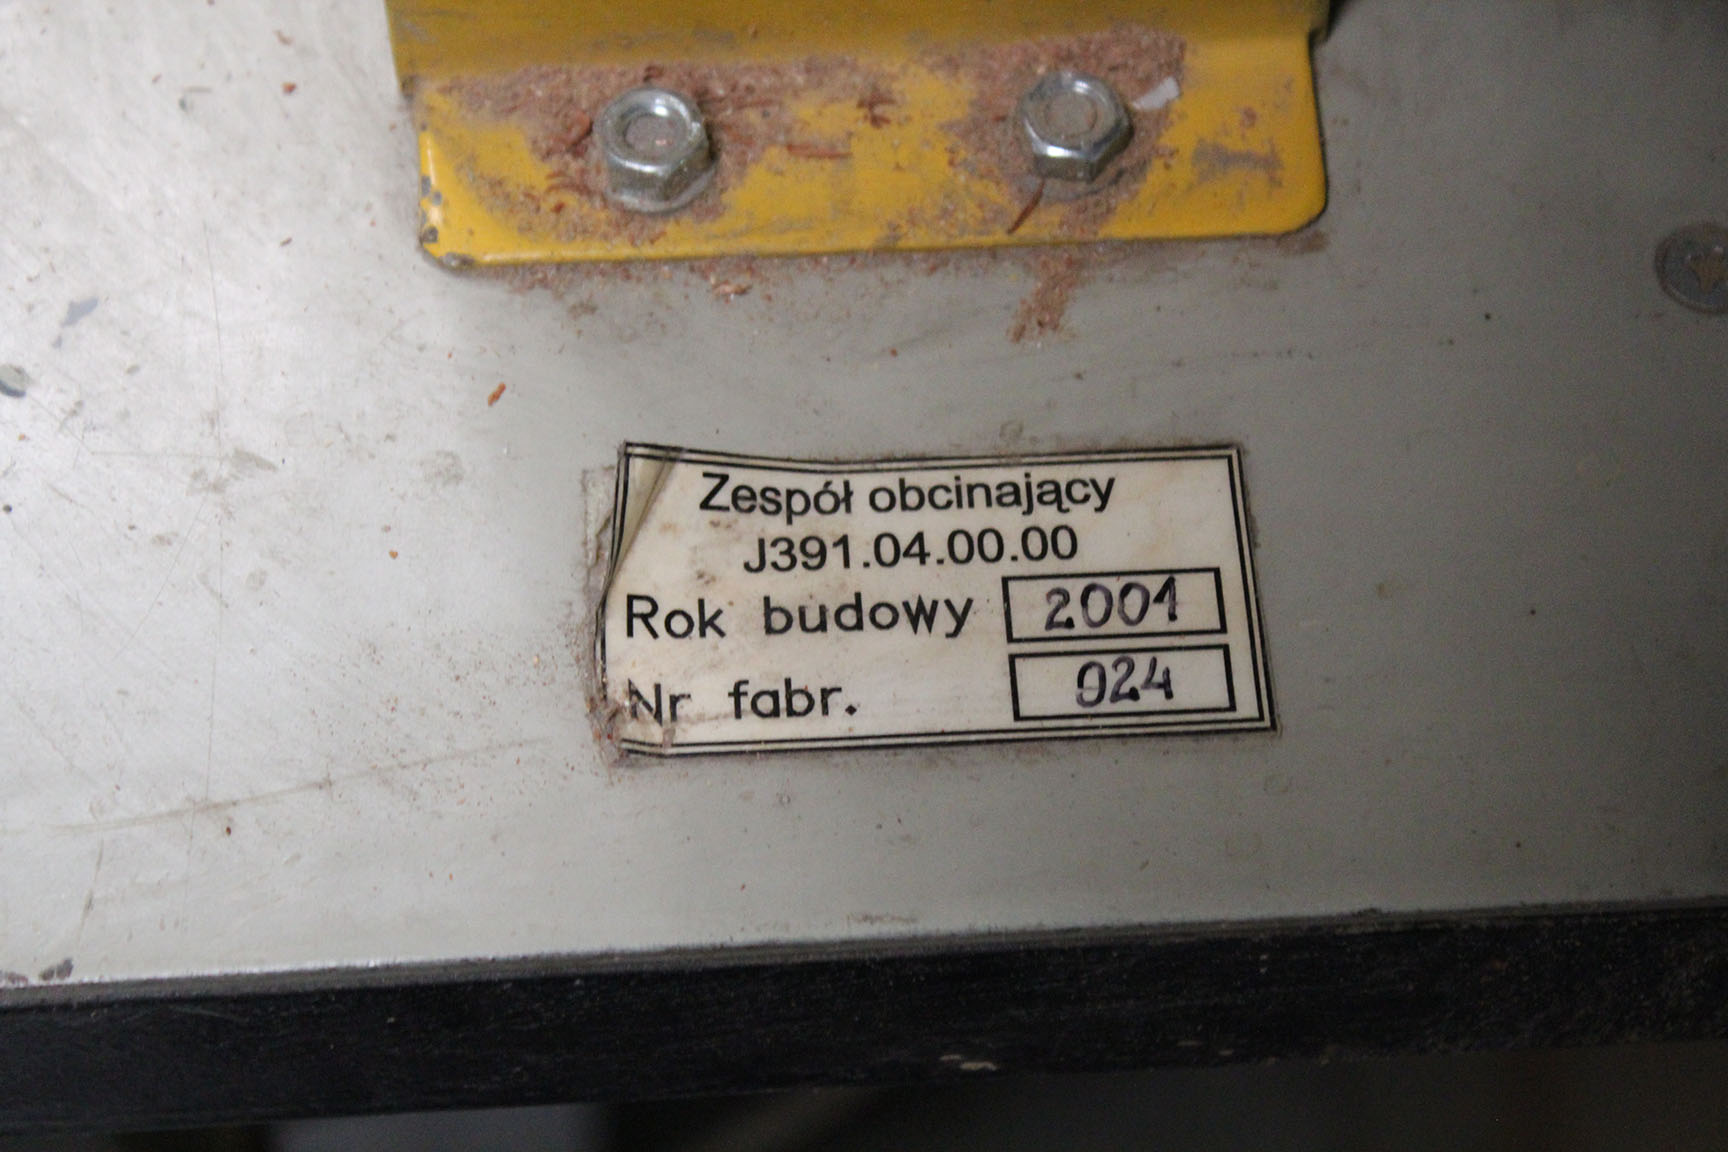 Zespół obcinający
J391.04.00.00
Rok budowy 2001
Nr fabr. 024